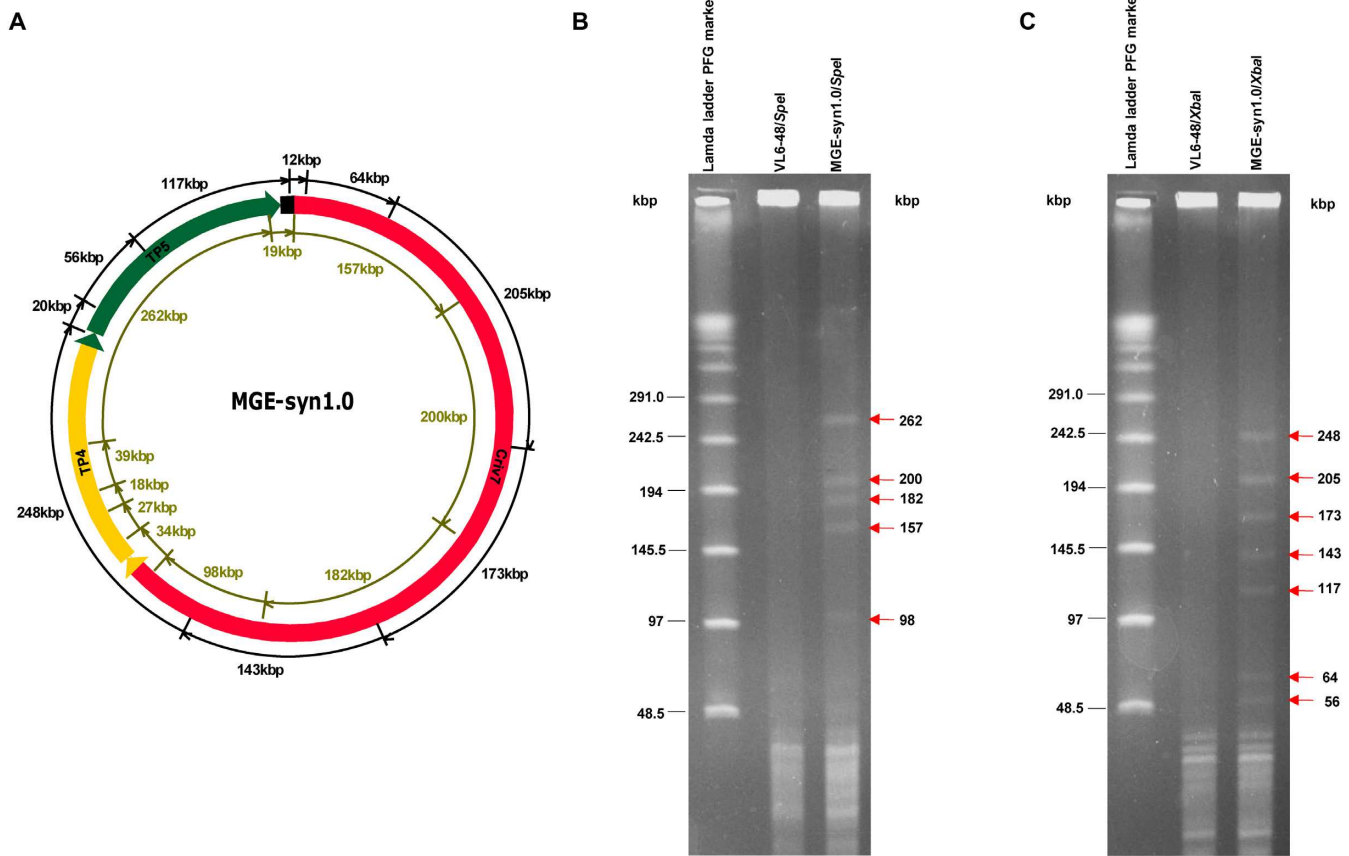 A
12kbp
117kbp
64kbp
56kbp
TP5
19kbp
157kbp
20kbp
262kbp
205kbp
MGE-syn1.0
200kbp
Criv7
TP4
39kbp
18kbp
27kbp
248kbp
34kbp
98kbp
182kbp
173kbp
143kbp
B
Lamda ladder PFG marke
VL6-48/SpeI
MGE-syn1.0/SpeI
kbp
kbp
291.0
262
242.5
200
194
182
157
145.5
97
98
48.5
C
Lamda ladder PFG marke
VL6-48/XbaI
MGE-syn1.0/XbaI
kbp
kbp
291.0
242.5
248
205
194
173
145.5
143
117
97
64
56
48.5